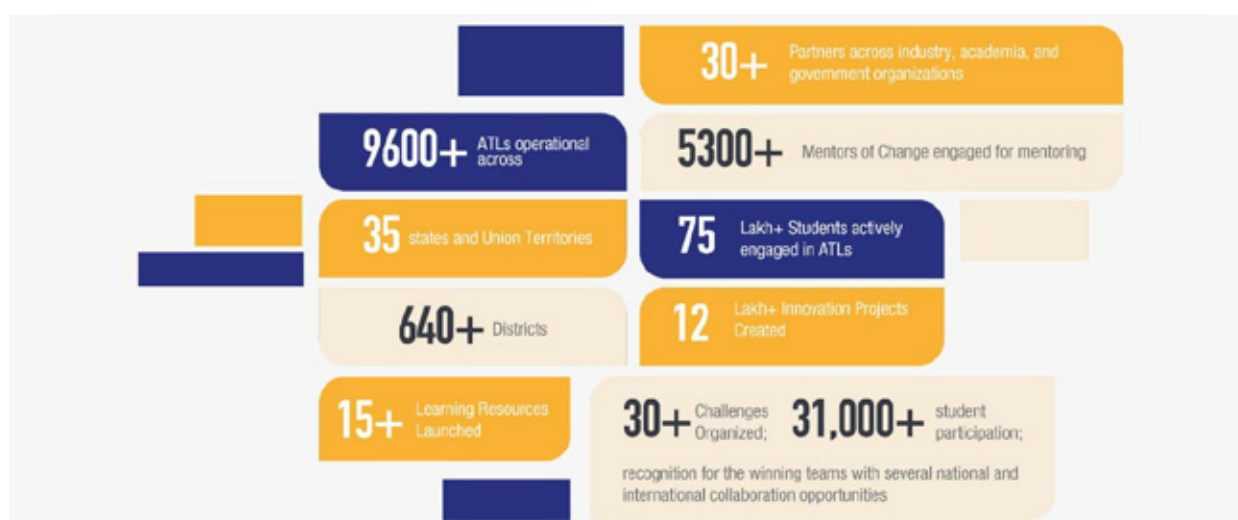 30+ Partners across industry, academia, and
government organizations
9600+ ATLs operational
across
5300+ Mentors of Change engaged for mentoring
35 states and Union Territories
75 Lakh+ Students actively
engaged in ATLs
640+ Districts
12 Lakh+ Innovation Projects
Created
15+ Learning Resources
Launched
30+ Challenges
Organized;
31,000+ student
participation;
recognition for the winning teams with several national and
international collaboration opportunities